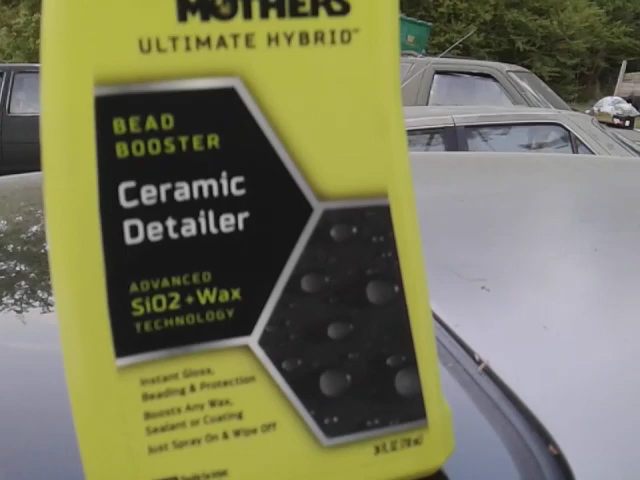 MOTHERS
ULTIMATE HYBRID™
BEAD
BOOSTER
Ceramic
Detailer
ADVANCED
SiO2+Wax
TECHNOLOGY
Instant Gloss,
Beading & Protection
Boosts Any Wax,
Sealant or Coating
Just Spray On & Wipe Off